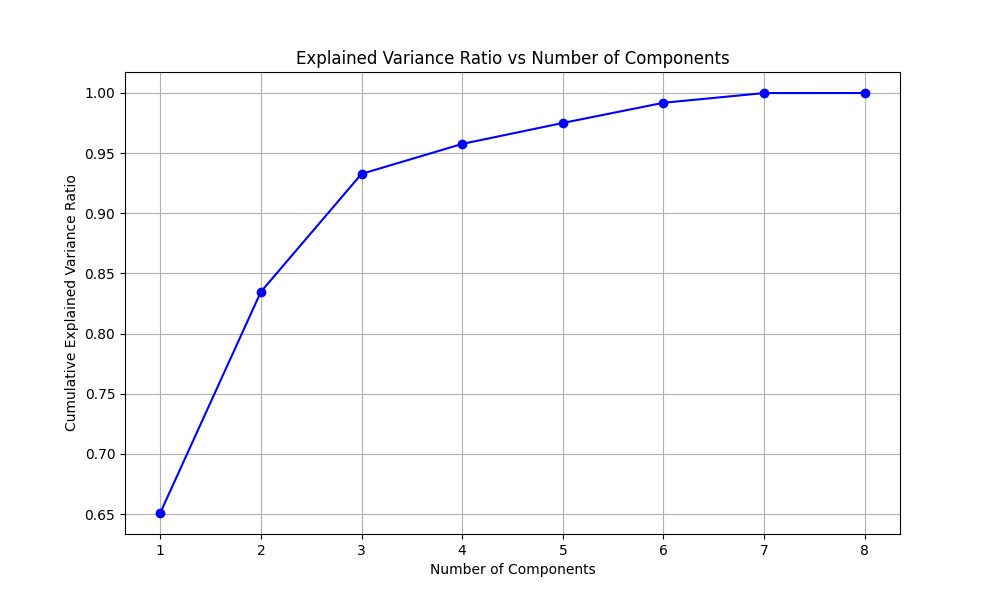 Explained Variance Ratio vs Number of Components
1.00
0.95
0.90
0.85
0.80
0.75
0.70
0.65
Cumulative Explained Variance Ratio
1 2 3 4 5 6 7 8
Number of Components